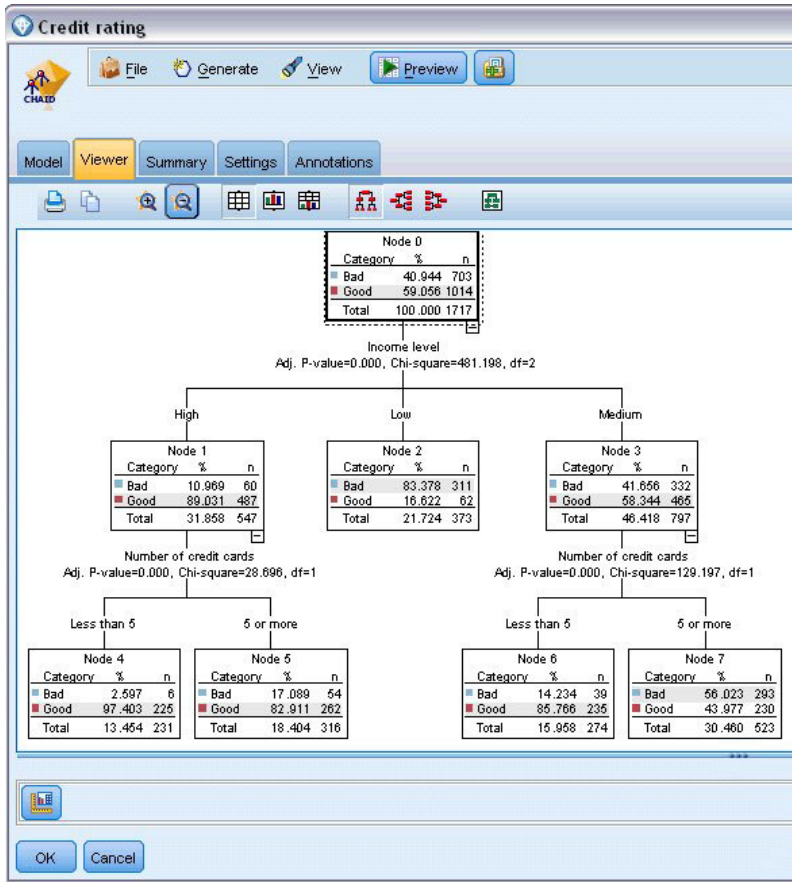 Credit rating
CHAID
File Generate View Preview
Model Viewer Summary Settings Annotations
Node 0
Category % n
Bad 40.944 703
Good 59.056 1014
Total 100.000 1717
Income level
Adj. P-value=0.000, Chi-square=481.198, df=2
High Low Medium
Node 1
Category % n
Bad 10.969 60
Good 89.031 487
Total 31.858 547
Node 2
Category % n
Bad 83.378 311
Good 16.622 62
Total 21.724 373
Node 3
Category % n
Bad 41.656 332
Good 58.344 465
Total 46.418 797
Number of credit cards
Adj. P-value=0.000, Chi-square=28.696, df=1
Number of credit cards
Adj. P-value=0.000, Chi-square=129.197, df=1
Less than 5 5 or more
Less than 5 5 or more
Node 4
Category % n
Bad 2.597 6
Good 97.403 225
Total 13.454 231
Node 5
Category % n
Bad 17.089 54
Good 82.911 262
Total 18.404 316
Node 6
Category % n
Bad 14.234 39
Good 85.766 235
Total 15.958 274
Node 7
Category % n
Bad 56.023 293
Good 43.977 230
Total 30.460 523
OK Cancel